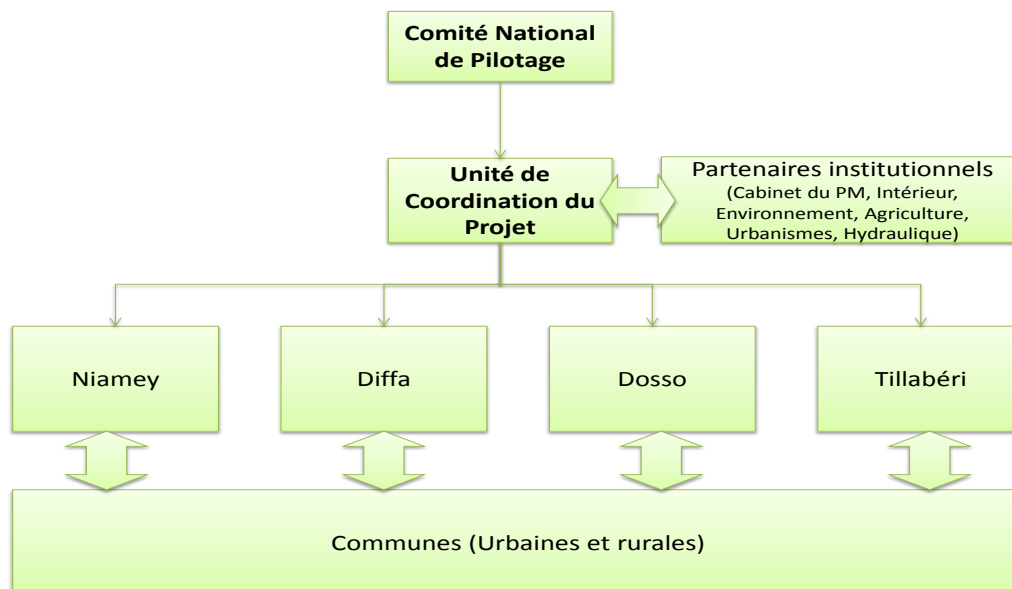 Comité National
de Pilotage
Unité de
Coordination du
Projet
Partenaires institutionnels
(Cabinet du PM, Intérieur,
Environnement, Agriculture,
Urbanismes, Hydraulique)
Niamey
Diffa
Dosso
Tillabéri
Communes (Urbaines et rurales)